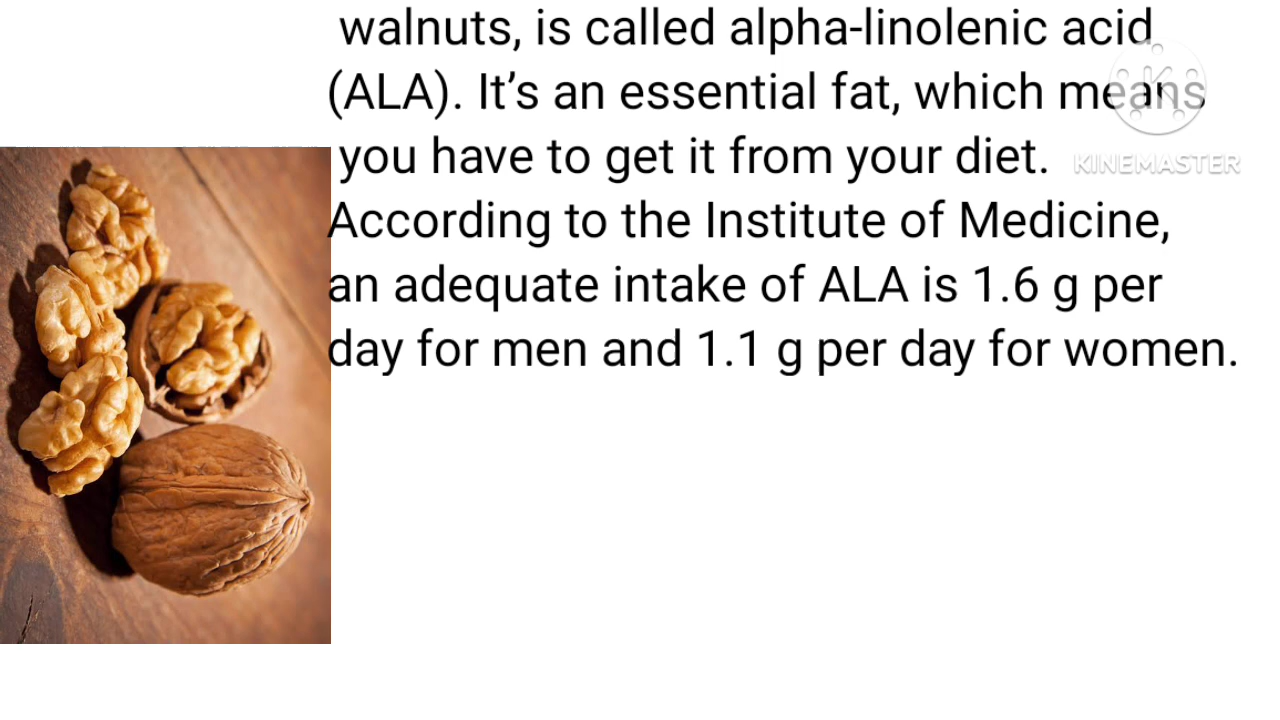 walnuts, is called alpha-linolenic acid
(ALA). It’s an essential fat, which means
you have to get it from your diet.
According to the Institute of Medicine,
an adequate intake of ALA is 1.6 g per
day for men and 1.1 g per day for women.
K
KINEMASTER